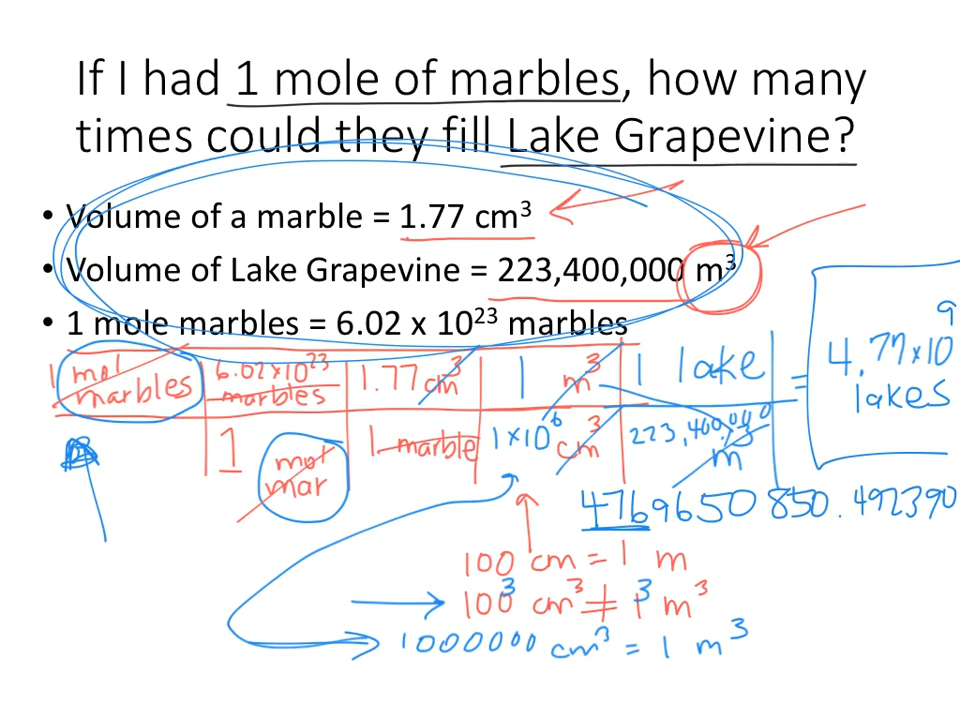 If I had 1 mole of marbles, how many
times could they fill Lake Grapevine?
• Volume of a marble = 1.77 cm³
• Volume of Lake Grapevine = 223,400,000 m³
• 1 mole marbles = 6.02 x 10²³ marbles
1 mol marbles | 6.02x10²³ marbles | 1.77 cm³ | 1 m³ | 1 lake = 4.77x10⁹ lakes
1 mol mar | 1 marble | 1x10⁶ cm³ | 223,400,000 m³
4769650850.492390
100 cm = 1 m
100³ cm³ ≠ 1³ m³
1000000 cm³ = 1 m³